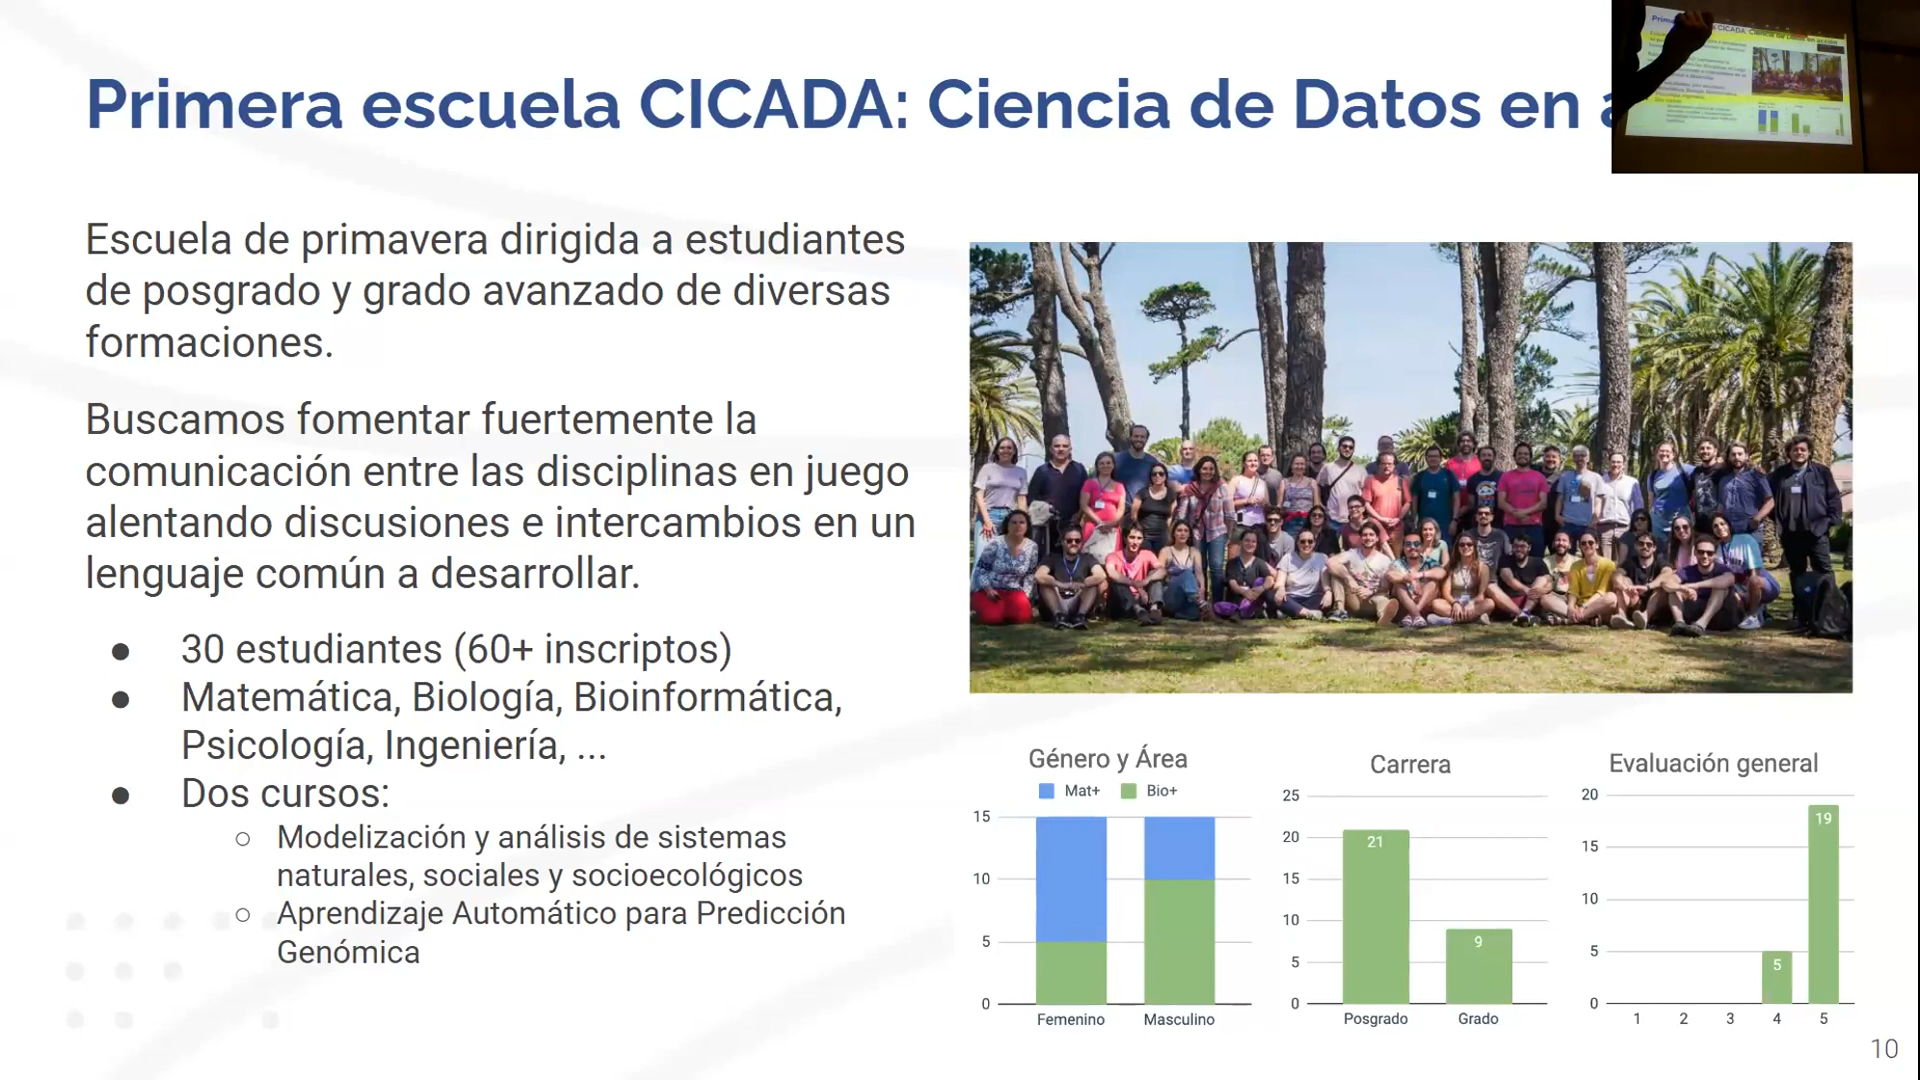 Primera escuela CICADA: Ciencia de Datos en
Escuela de primavera dirigida a estudiantes
de posgrado y grado avanzado de diversas
formaciones.
Buscamos fomentar fuertemente la
comunicación entre las disciplinas en juego
alentando discusiones e intercambios en un
lenguaje común a desarrollar.
● 30 estudiantes (60+ inscriptos)
● Matemática, Biología, Bioinformática,
Psicología, Ingeniería, ...
● Dos cursos:
○ Modelización y análisis de sistemas
naturales, sociales y socioecológicos
○ Aprendizaje Automático para Predicción
Genómica
Género y Área
Mat+ Bio+
15
10
5
0
Femenino Masculino
Carrera
25
20
15
10
5
0
21
9
Posgrado Grado
Evaluación general
20
15
10
5
0
5
19
1 2 3 4 5
10